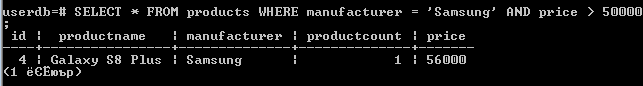 userdb=# SELECT * FROM products WHERE manufacturer = 'Samsung' AND price > 50000
;
 id | productname | manufacturer | productcount | price
----+----------------+--------------+--------------+-------
  4 | Galaxy S8 Plus | Samsung | 1 | 56000
(1 ёЄЁюър)